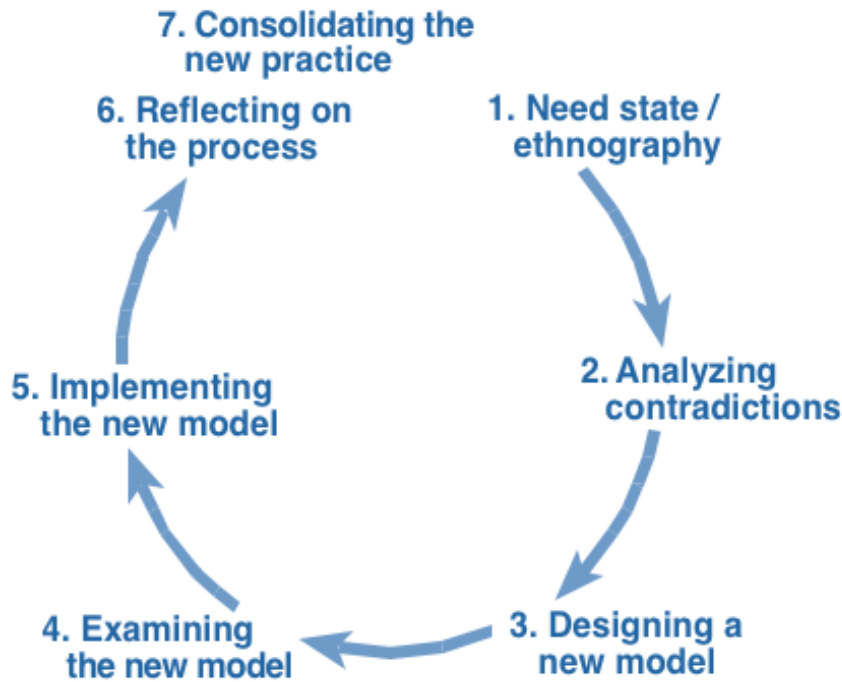 7. Consolidating the
new practice
6. Reflecting on
the process
1. Need state /
ethnography
2. Analyzing
contradictions
3. Designing a
new model
4. Examining
the new model
5. Implementing
the new model